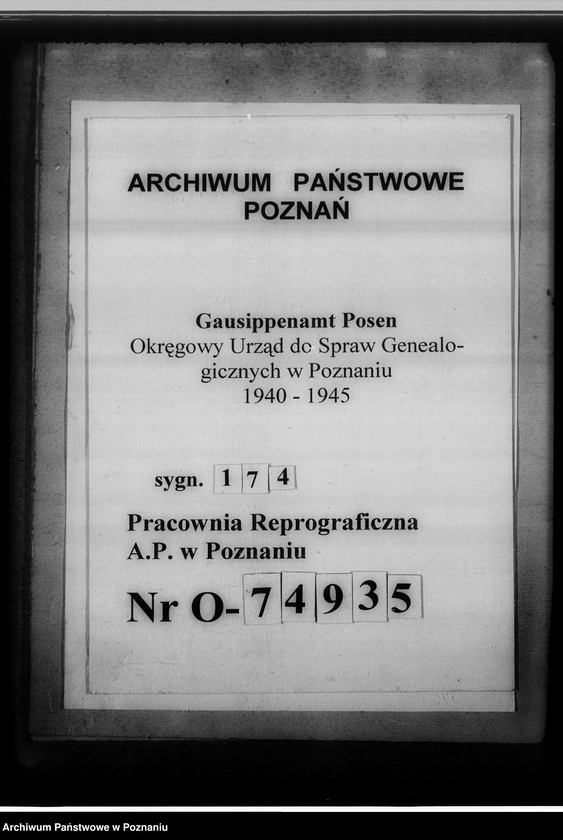 ARCHIWUM PAŃSTWOWE
POZNAŃ
Gausippenamt Posen
Okręgowy Urząd do Spraw Genealo-
gicznych w Poznaniu
1940 - 1945
sygn. 174
Pracownia Reprograficzna
A.P. w Poznaniu
Nr O-74935
Archiwum Państwowe w Poznaniu